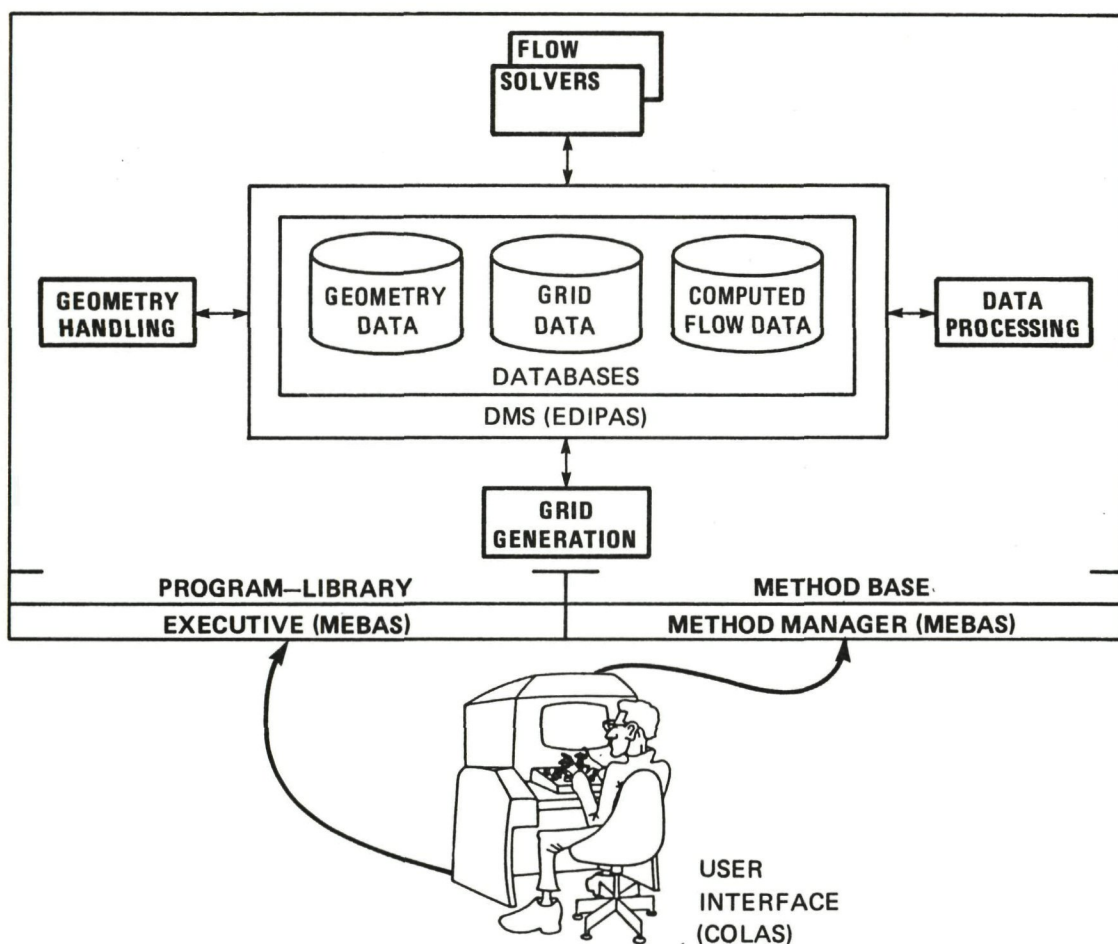 FLOW
SOLVERS
GEOMETRY
HANDLING
GEOMETRY
DATA
GRID
DATA
COMPUTED
FLOW DATA
DATA
PROCESSING
DATABASES
DMS (EDIPAS)
GRID
GENERATION
PROGRAM—LIBRARY
METHOD BASE
EXECUTIVE (MEBAS)
METHOD MANAGER (MEBAS)
USER
INTERFACE
(COLAS)